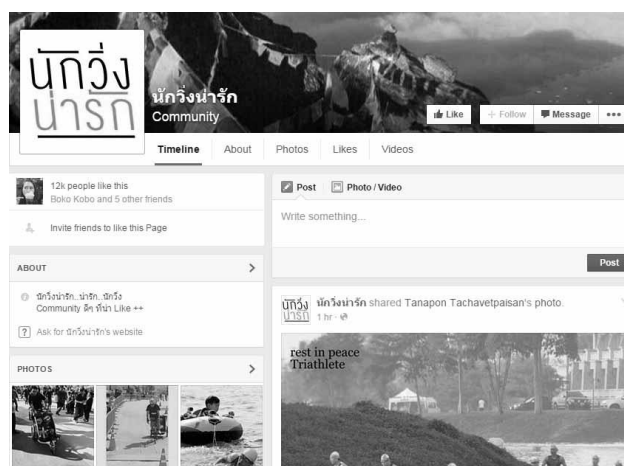 นักวิ่ง
น่ารัก
นักวิ่งน่ารัก
Community
Like
+ Follow
Message
Timeline
About
Photos
Likes
Videos
12k people like this
Boko Kobo and 5 other friends
Invite friends to like this Page
ABOUT
นักวิ่งน่ารัก..น่ารัก..นักวิ่ง
Community ดีๆ ที่น่า Like ++
? Ask for นักวิ่งน่ารัก's website
PHOTOS
Post
Photo / Video
Write something...
Post
นักวิ่ง
น่ารัก
นักวิ่งน่ารัก shared Tanapon Tachavetpaisan's photo.
1 hr ·
rest in peace
Triathlete